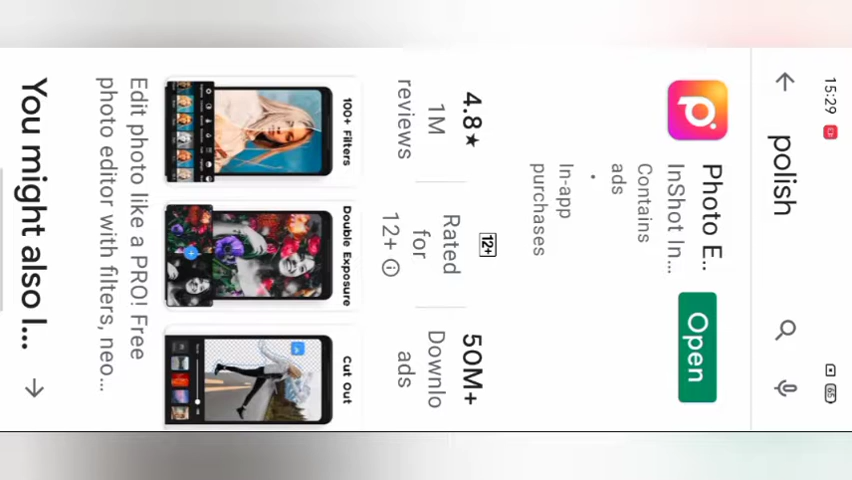 15:29
65
polish
Photo E..
InShot In...
Contains
ads
•
In-app
purchases
Open
4.8★
1M
reviews
12+
Rated
for
12+
50M+
Downlo
ads
100+ Filters
Double Exposure
Cut Out
Edit photo like a PRO! Free
photo editor with filters, neo...
You might also l...